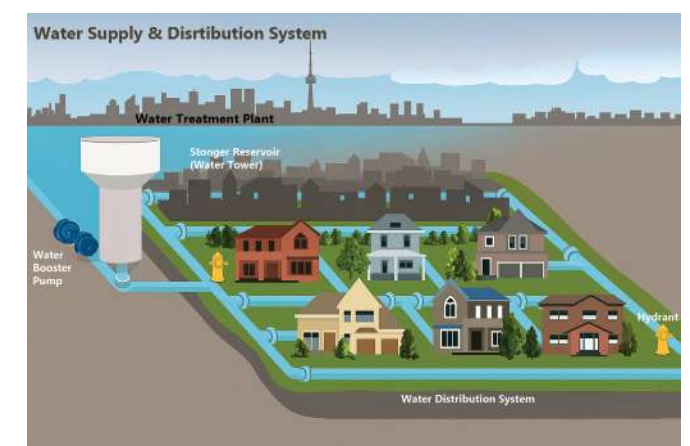 Water Supply & Disrtibution System
Water Treatment Plant
Stonger Reservoir
(Water Tower)
Water
Booster
Pump
Hydrant
Water Distribution System